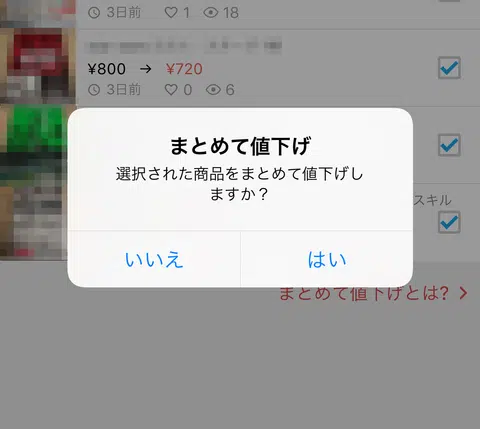 3日前 1 18
¥800 → ¥720
3日前 0 6
まとめて値下げ
選択された商品をまとめて値下げし
ますか？
スキル
いいえ はい
まとめて値下げとは? >